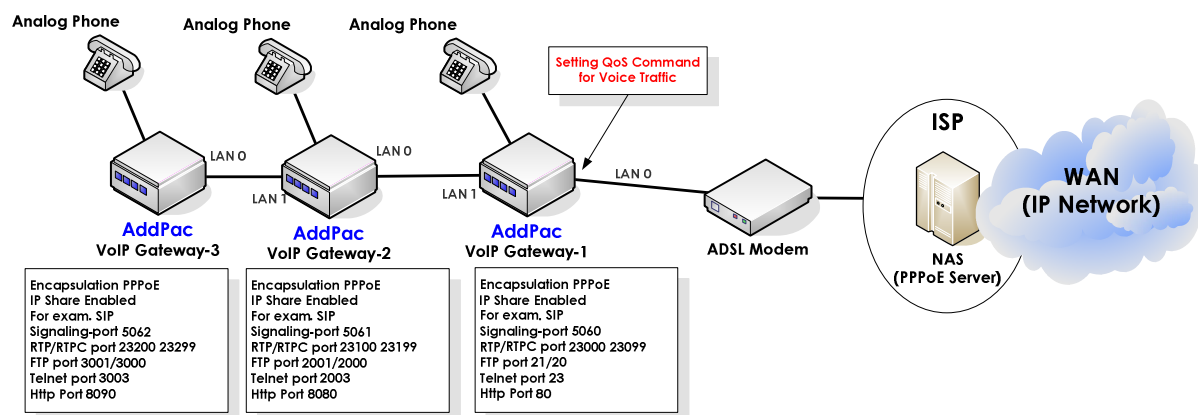 Analog Phone
Analog Phone
Analog Phone
Setting QoS Command
for Voice Traffic
ISP
LAN 0
LAN 0
LAN 0
LAN 1
LAN 1
WAN
(IP Network)
AddPac
VoIP Gateway-3
AddPac
VoIP Gateway-2
AddPac
VoIP Gateway-1
ADSL Modem
NAS
(PPPoE Server)
Encapsulation PPPoE
IP Share Enabled
For exam. SIP
Signaling-port 5062
RTP/RTPC port 23200 23299
FTP port 3001/3000
Telnet port 3003
Http Port 8090
Encapsulation PPPoE
IP Share Enabled
For exam. SIP
Signaling-port 5061
RTP/RTPC port 23100 23199
FTP port 2001/2000
Telnet port 2003
Http Port 8080
Encapsulation PPPoE
IP Share Enabled
For exam. SIP
Signaling-port 5060
RTP/RTPC port 23000 23099
FTP port 21/20
Telnet port 23
Http Port 80